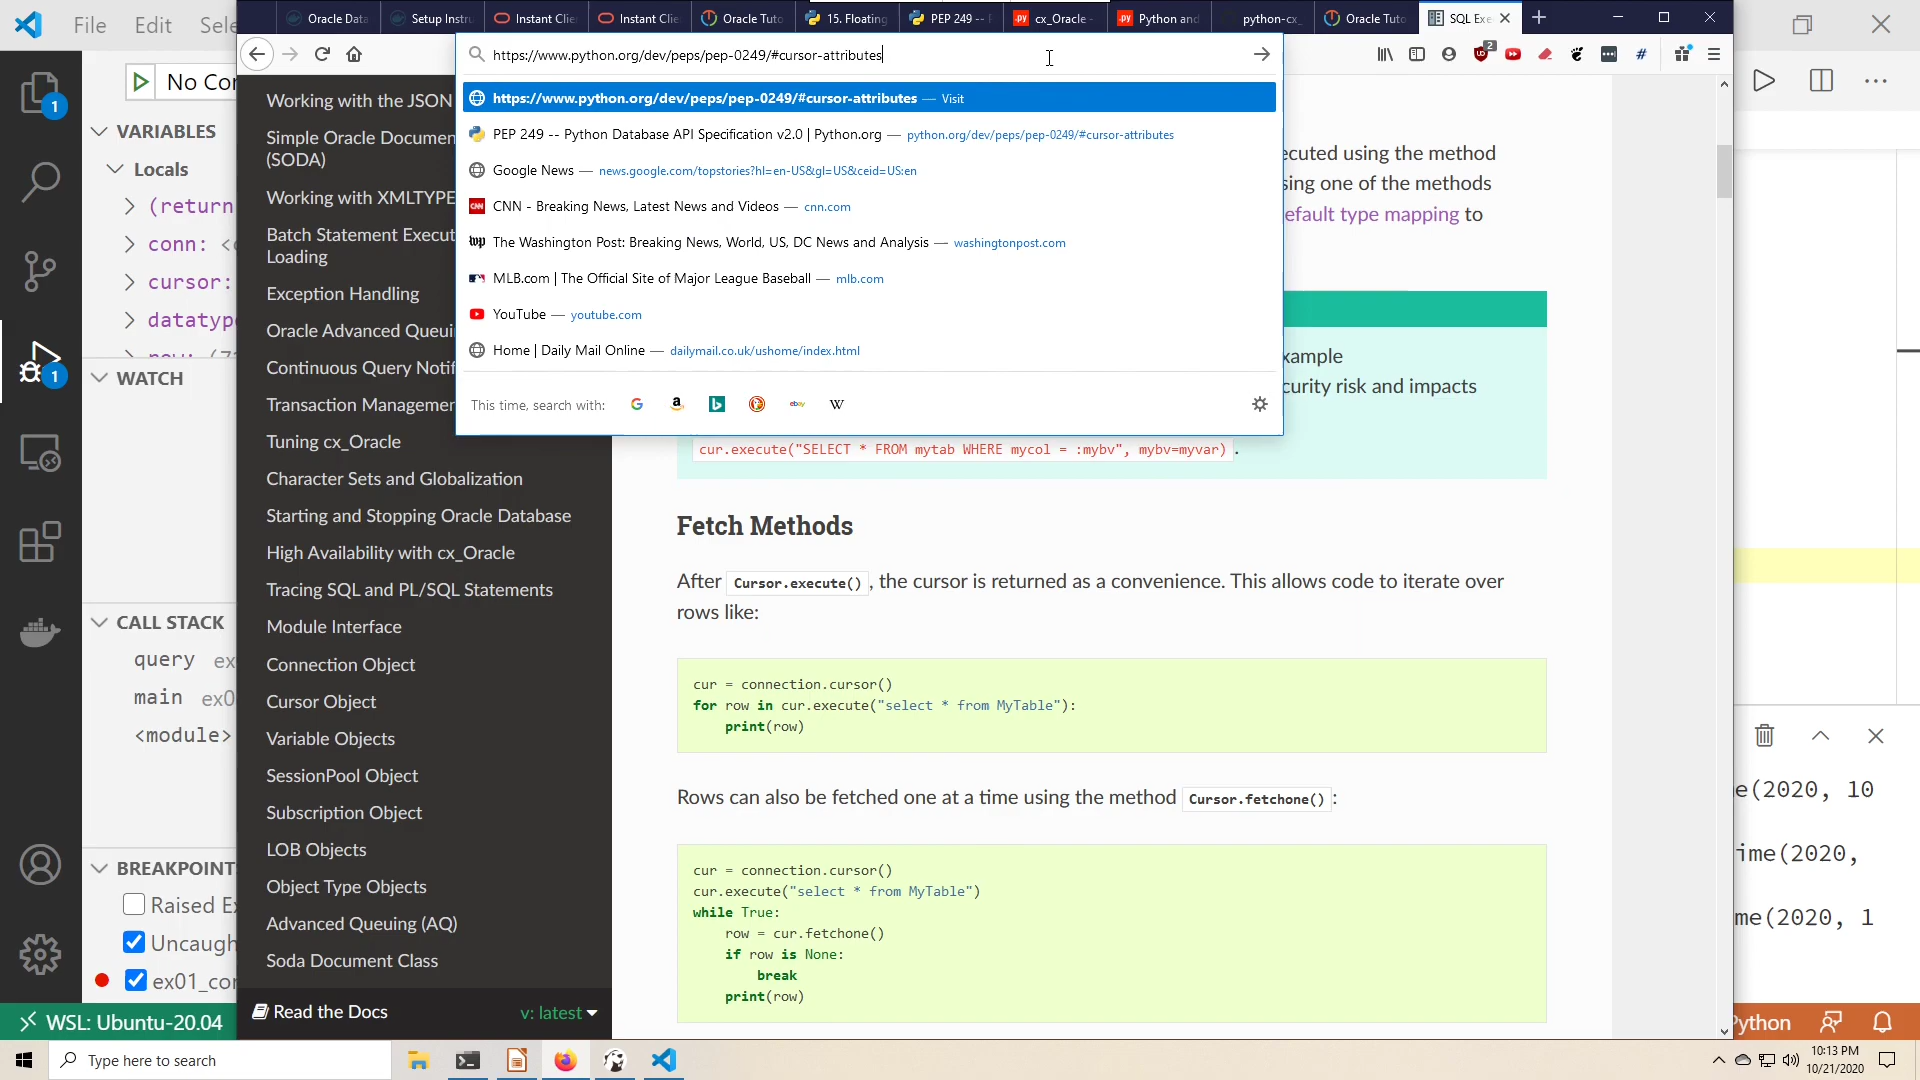 File Edit Sele
Oracle Data
Setup Instru
Instant Clie
Instant Clie
Oracle Tuto
15. Floating
PEP 249 --
cx_Oracle -
Python and
python-cx_
Oracle Tuto
SQL Exe
https://www.python.org/dev/peps/pep-0249/#cursor-attributes
2
https://www.python.org/dev/peps/pep-0249/#cursor-attributes — Visit
PEP 249 -- Python Database API Specification v2.0 | Python.org — python.org/dev/peps/pep-0249/#cursor-attributes
Google News — news.google.com/topstories?hl=en-US&gl=US&ceid=US:en
CNN - Breaking News, Latest News and Videos — cnn.com
The Washington Post: Breaking News, World, US, DC News and Analysis — washingtonpost.com
MLB.com | The Official Site of Major League Baseball — mlb.com
YouTube — youtube.com
Home | Daily Mail Online — dailymail.co.uk/ushome/index.html
This time, search with:
1
1
No Con
VARIABLES
Locals
(return
conn: <c
cursor:
datatyp
WATCH
CALL STACK
query ex
main ex0
<module>
BREAKPOINT
Raised Ex
Uncaugh
ex01_cor
WSL: Ubuntu-20.04
Working with the JSON
Simple Oracle Documen
(SODA)
Working with XMLTYPE
Batch Statement Execut
Loading
Exception Handling
Oracle Advanced Queui
Continuous Query Notif
Transaction Managemen
Tuning cx_Oracle
Character Sets and Globalization
Starting and Stopping Oracle Database
High Availability with cx_Oracle
Tracing SQL and PL/SQL Statements
Module Interface
Connection Object
Cursor Object
Variable Objects
SessionPool Object
Subscription Object
LOB Objects
Object Type Objects
Advanced Queuing (AQ)
Soda Document Class
Read the Docs
v: latest
ecuted using the method
sing one of the methods
efault type mapping to
xample
curity risk and impacts
cur.execute("SELECT * FROM mytab WHERE mycol = :mybv", mybv=myvar) .
Fetch Methods
After Cursor.execute() , the cursor is returned as a convenience. This allows code to iterate over
rows like:
cur = connection.cursor()
for row in cur.execute("select * from MyTable"):
print(row)
Rows can also be fetched one at a time using the method Cursor.fetchone() :
cur = connection.cursor()
cur.execute("select * from MyTable")
while True:
row = cur.fetchone()
if row is None:
break
print(row)
e(2020, 10
ime(2020,
me(2020, 1
Python
Type here to search
10:13 PM
10/21/2020